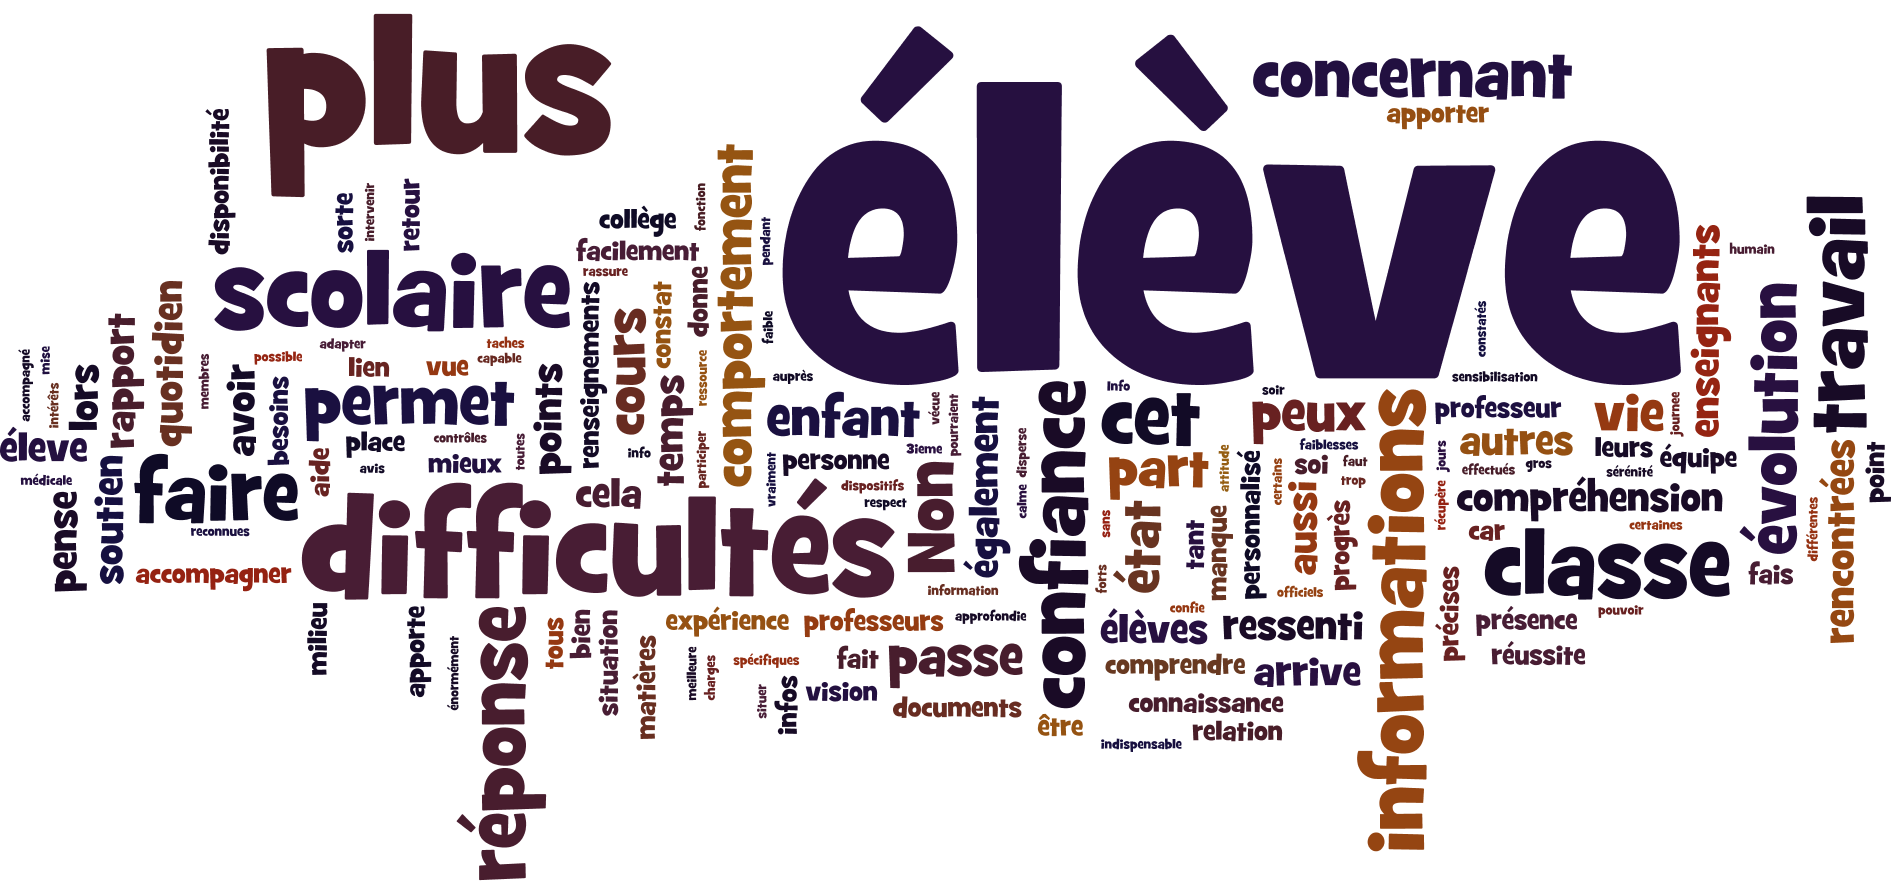 plus
élève
concernant
apporter
disponibilité
sorte
intervenir
retour
collège
facilement
rassure
fonction
comportement
pendant
scolaire
renseignements
cours
constat
donne
faible
ressource
temps
participer
quotidien
rapport
accompagné
mise
intérêts
lors
membres
avoir
besoins
possible
adapter
taches
lien
vue
capable
permet
points
place
contrôles
toutes
avis
mieux
info
aide
éleve
médicale
pense
soutien
faire
reconnues
accompagner
difficultés
cela
auprès
enfant
vécue
pourraient
3ieme
personne
vraiment
dispositifs
respect
Non
également
disperse
calme
information
confiance
Info
cet
part
attitude
sans
forts
état
tant
manque
personnalisé
certains
soir
peux
faiblesses
soi
faut
trop
aussi
progrès
officiels
confie
informations
constatés
sensibilisation
professeur
vie
journee
enseignants
humain
travail
évolution
autres
leurs
équipe
jours
effectués
gros
sérénité
récupère
compréhension
certaines
car
classe
différentes
rencontrées
point
fais
pouvoir
précises
présence
réussite
milieu
apporte
énormément
réponse
tous
bien
situation
matières
expérience
professeurs
approfondie
meilleure
charges
spécifiques
fait
passe
situer
infos
vision
documents
être
élèves
ressenti
comprendre
arrive
connaissance
relation
indispensable